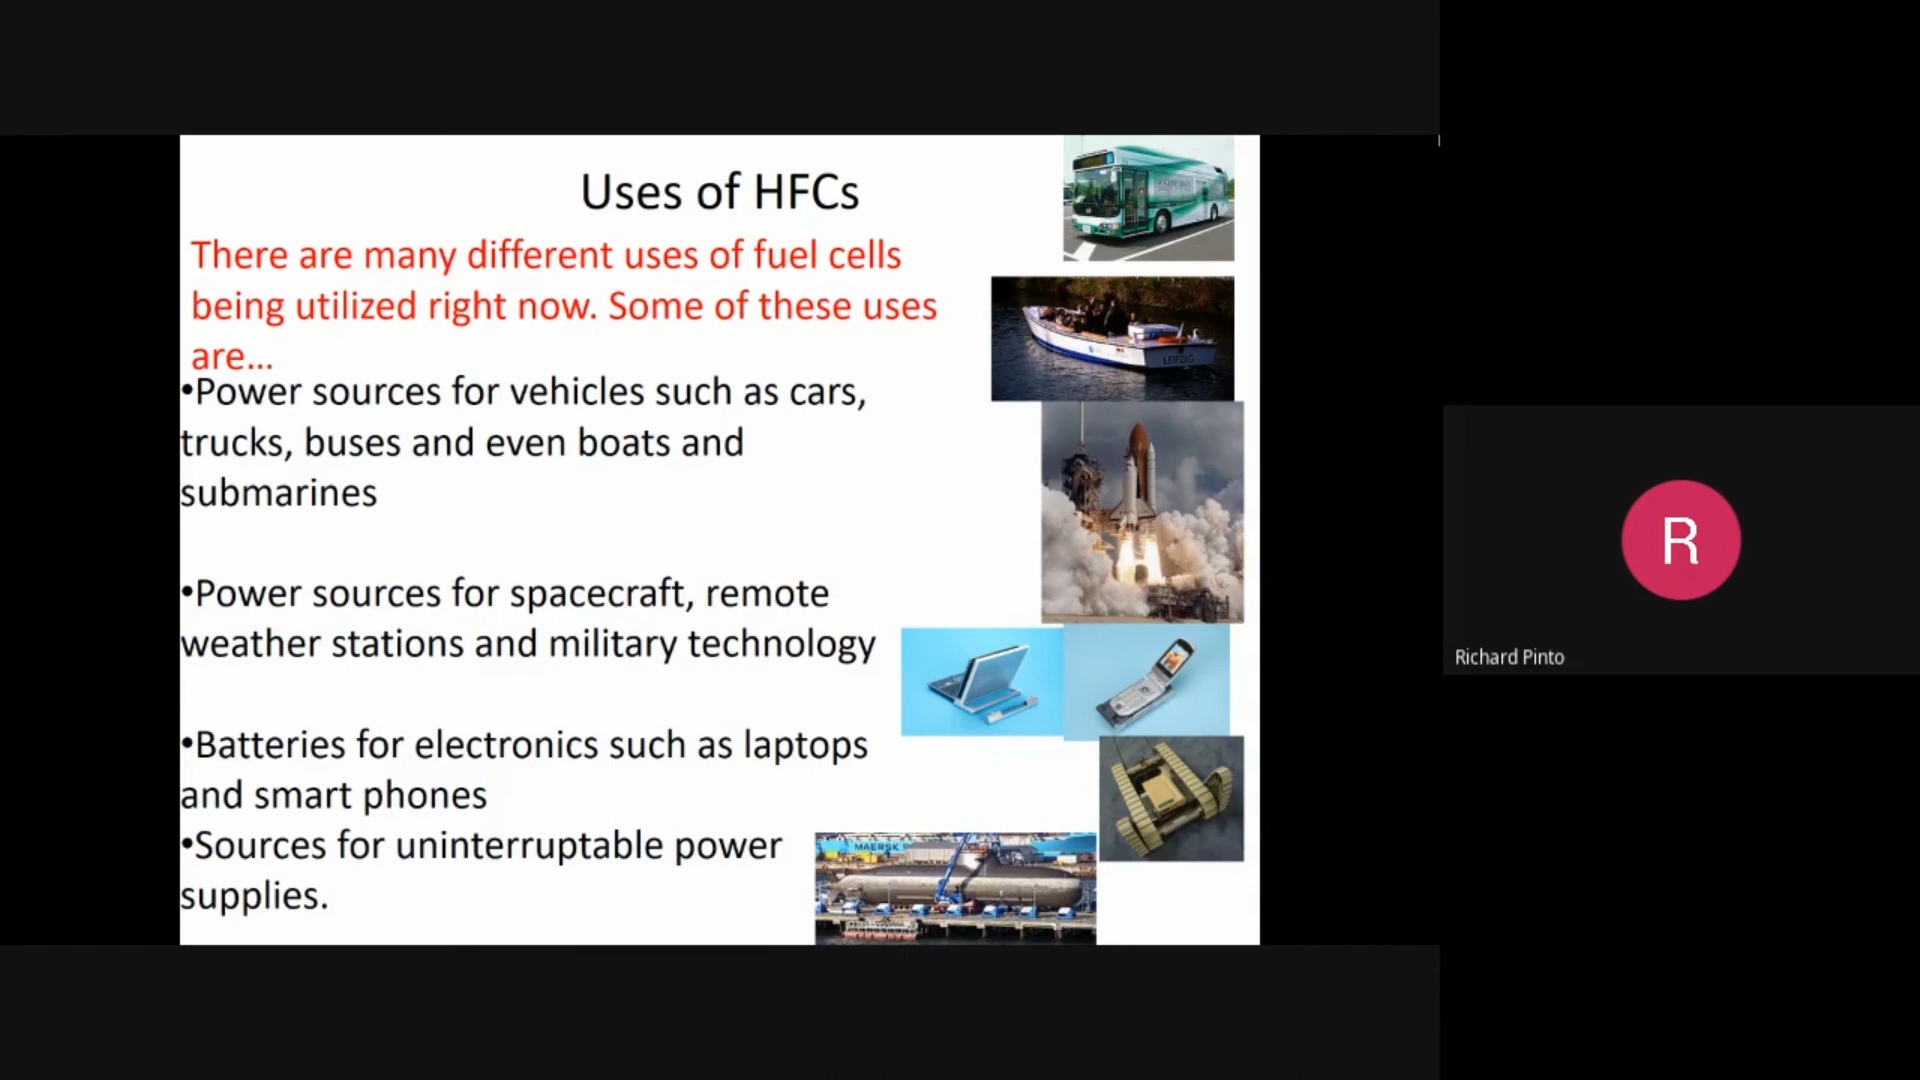 Uses of HFCs
There are many different uses of fuel cells
being utilized right now. Some of these uses
are...
•Power sources for vehicles such as cars,
trucks, buses and even boats and
submarines
•Power sources for spacecraft, remote
weather stations and military technology
•Batteries for electronics such as laptops
and smart phones
•Sources for uninterruptable power
supplies.
LEIPZIG
MAERSK
R
Richard Pinto